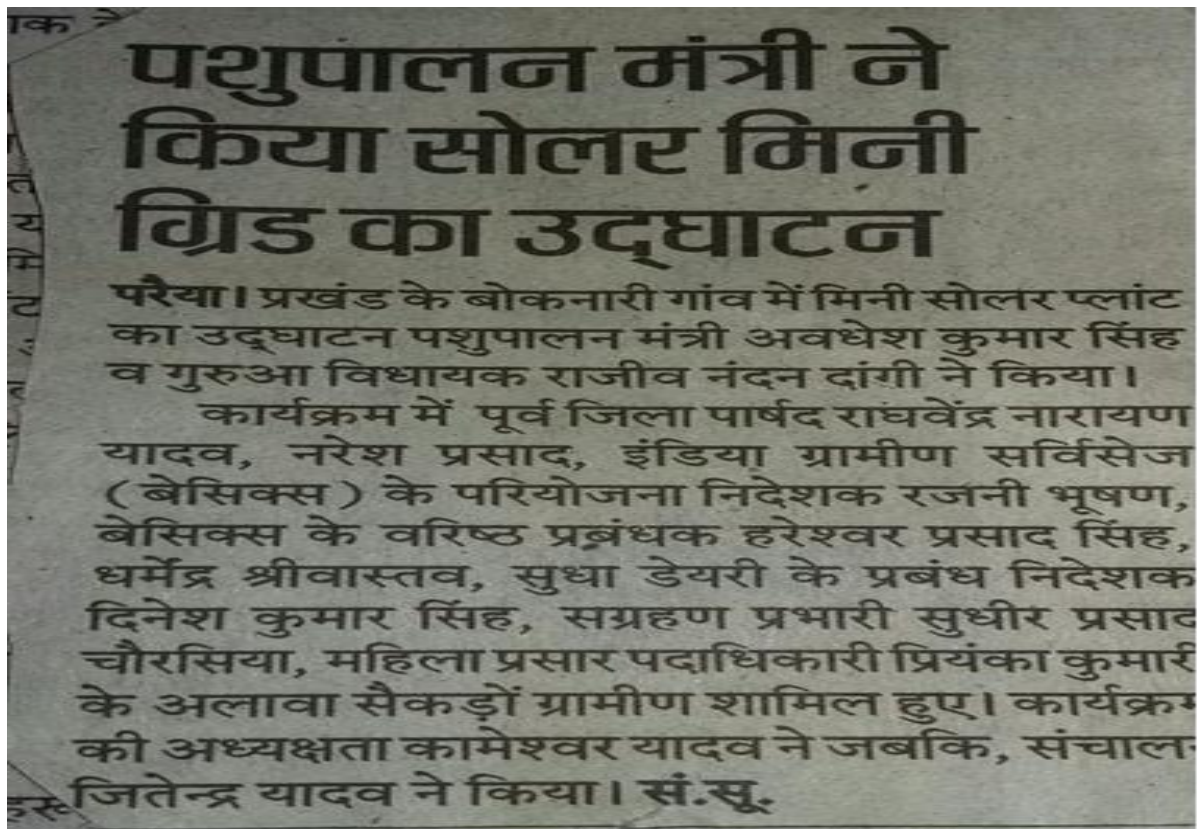 पशुपालन मंत्री ने
किया सोलर मिनी
ग्रिड का उद्घाटन
परैया। प्रखंड के बोकनारी गांव में मिनी सोलर प्लांट
का उद्घाटन पशुपालन मंत्री अवधेश कुमार सिंह
व गुरुआ विधायक राजीव नंदन दांगी ने किया।
कार्यक्रम में पूर्व जिला पार्षद राघवेंद्र नारायण
यादव, नरेश प्रसाद, इंडिया ग्रामीण सर्विसेज
(बेसिक्स) के परियोजना निदेशक रजनी भूषण,
बेसिक्स के वरिष्ठ प्रबंधक हरेश्वर प्रसाद सिंह,
धर्मेंद्र श्रीवास्तव, सुधा डेयरी के प्रबंध निदेशक
दिनेश कुमार सिंह, सग्रहण प्रभारी सुधीर प्रसाद
चौरसिया, महिला प्रसार पदाधिकारी प्रियंका कुमारी
के अलावा सैकड़ों ग्रामीण शामिल हुए। कार्यक्रम
की अध्यक्षता कामेश्वर यादव ने जबकि, संचालन
जितेन्द्र यादव ने किया। सं.सू.